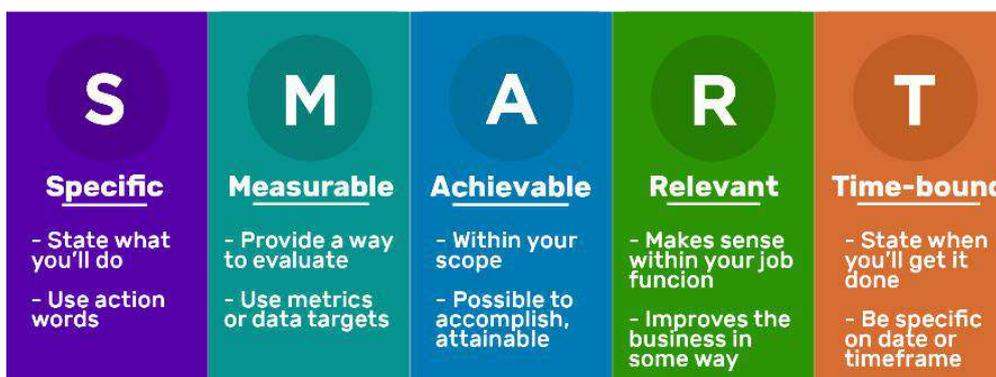 S
Specific
- State what
you'll do
- Use action
words
M
Measurable
- Provide a way
to evaluate
- Use metrics
or data targets
A
Achievable
- Within your
scope
- Possible to
accomplish,
attainable
R
Relevant
- Makes sense
within your job
funcion
- Improves the
business in
some way
T
Time-bound
- State when
you'll get it
done
- Be specific
on date or
timeframe